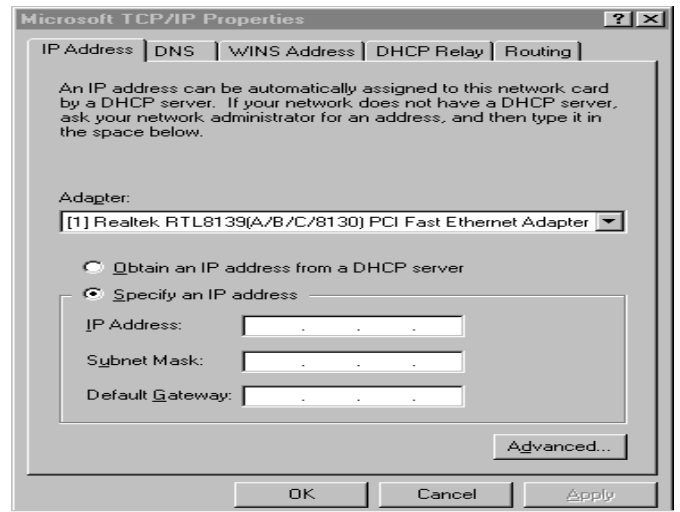 Microsoft TCP/IP Properties
? ×
IP Address DNS WINS Address DHCP Relay Routing
An IP address can be automatically assigned to this network card
by a DHCP server. If your network does not have a DHCP server,
ask your network administrator for an address, and then type it in
the space below.
Adapter:
[1] Realtek RTL8139(A/B/C/8130) PCI Fast Ethernet Adapter
Obtain an IP address from a DHCP server
Specify an IP address
IP Address: . . .
Subnet Mask: . . .
Default Gateway: . . .
Advanced...
OK Cancel Apply